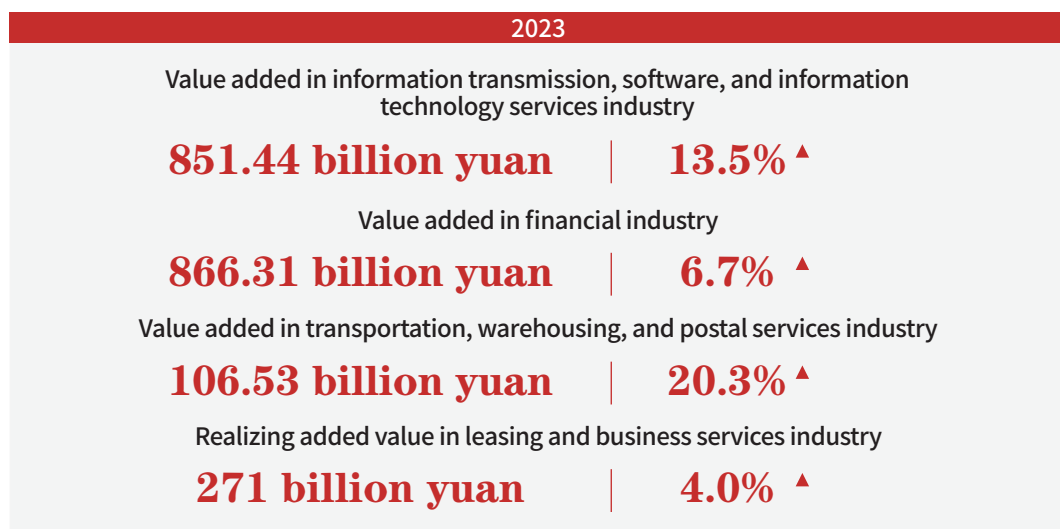 2023
Value added in information transmission, software, and information
technology services industry
851.44 billion yuan | 13.5% ▲
Value added in financial industry
866.31 billion yuan | 6.7% ▲
Value added in transportation, warehousing, and postal services industry
106.53 billion yuan | 20.3% ▲
Realizing added value in leasing and business services industry
271 billion yuan | 4.0% ▲